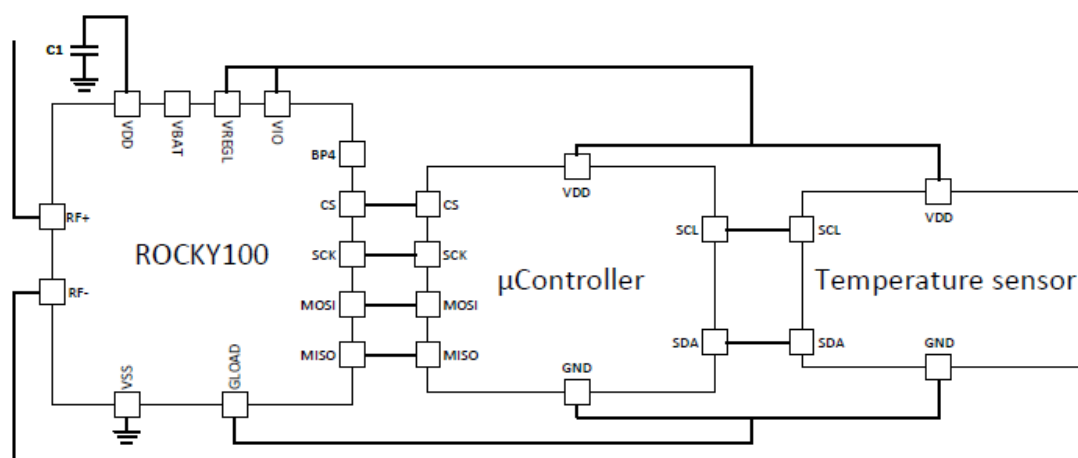 C1
VDD
VBAT
VREGL
VIO
BP4
CS
SCK
MOSI
MISO
RF+
RF-
ROCKY100
VSS
GLOAD
CS
SCK
MOSI
MISO
VDD
µController
SCL
SDA
GND
SCL
SDA
VDD
Temperature sensor
GND